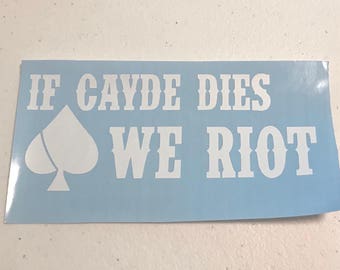 IF CAYDE DIES
WE RIOT